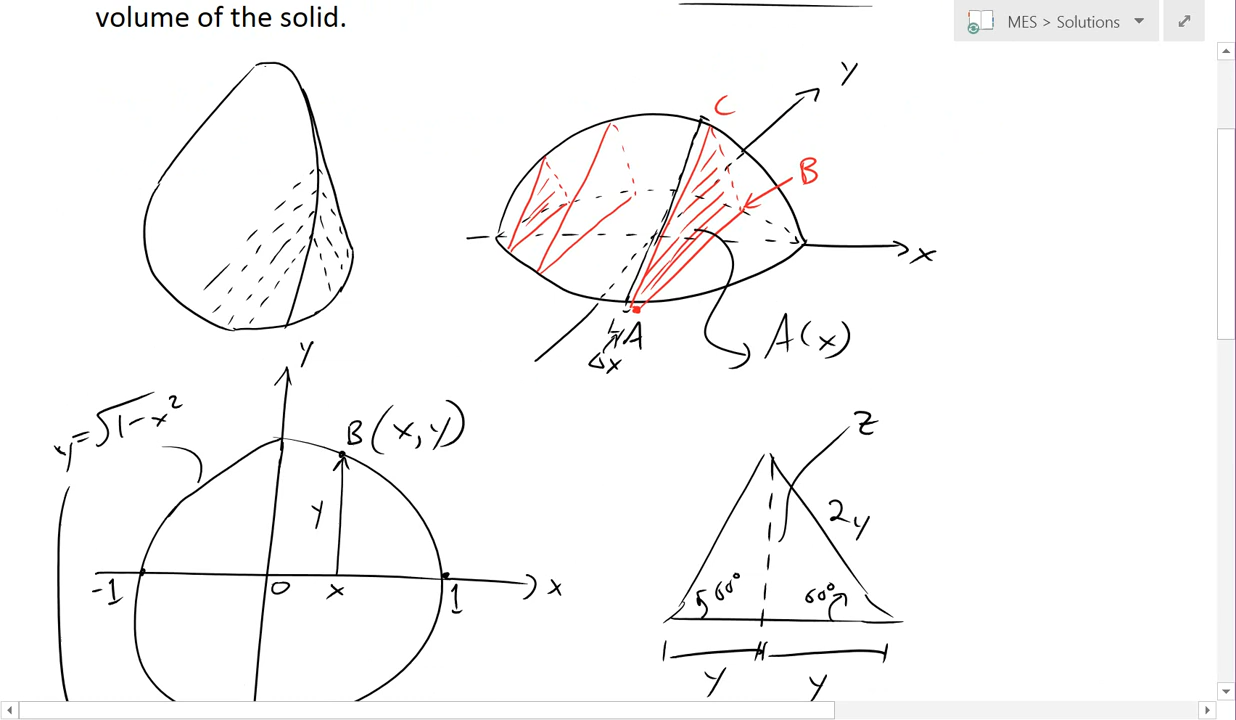 volume of the solid.
MES > Solutions
y
C
B
x
A
Δx
A(x)
y
y = √1-x²
B(x, y)
y
-1
0
x
1
x
z
2y
60°
60°
y
y